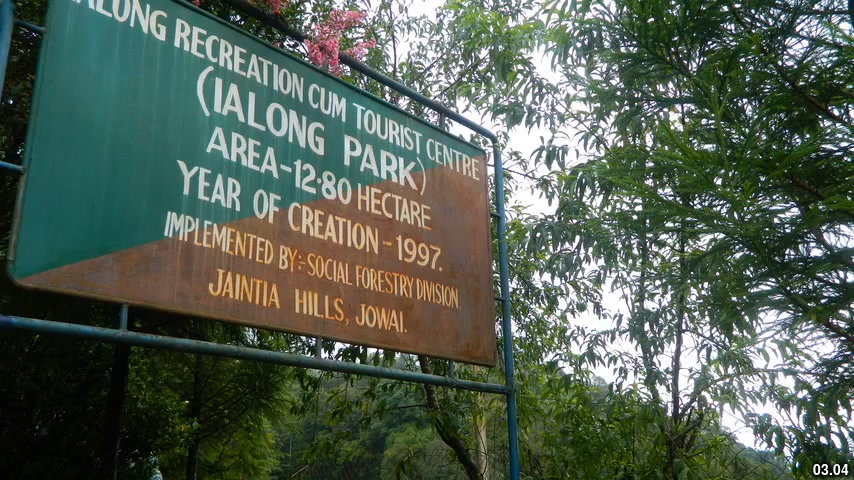 IALONG RECREATION CUM TOURIST CENTRE
(IALONG PARK)
AREA-12.80 HECTARE
YEAR OF CREATION - 1997.
IMPLEMENTED BY:- SOCIAL FORESTRY DIVISION.
JAINTIA HILLS, JOWAI.
03.04